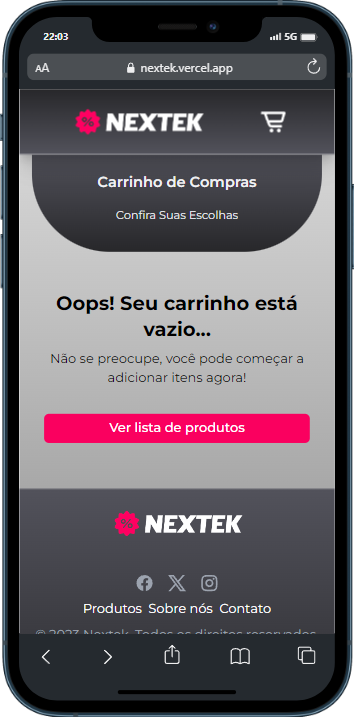 22:03
5G
AA
nextek.vercel.app
% NEXTEK
Carrinho de Compras
Confira Suas Escolhas
Oops! Seu carrinho está
vazio...
Não se preocupe, você pode começar a
adicionar itens agora!
Ver lista de produtos
% NEXTEK
Produtos Sobre nós Contato
© 2023 Nextek. Todos os direitos reservados